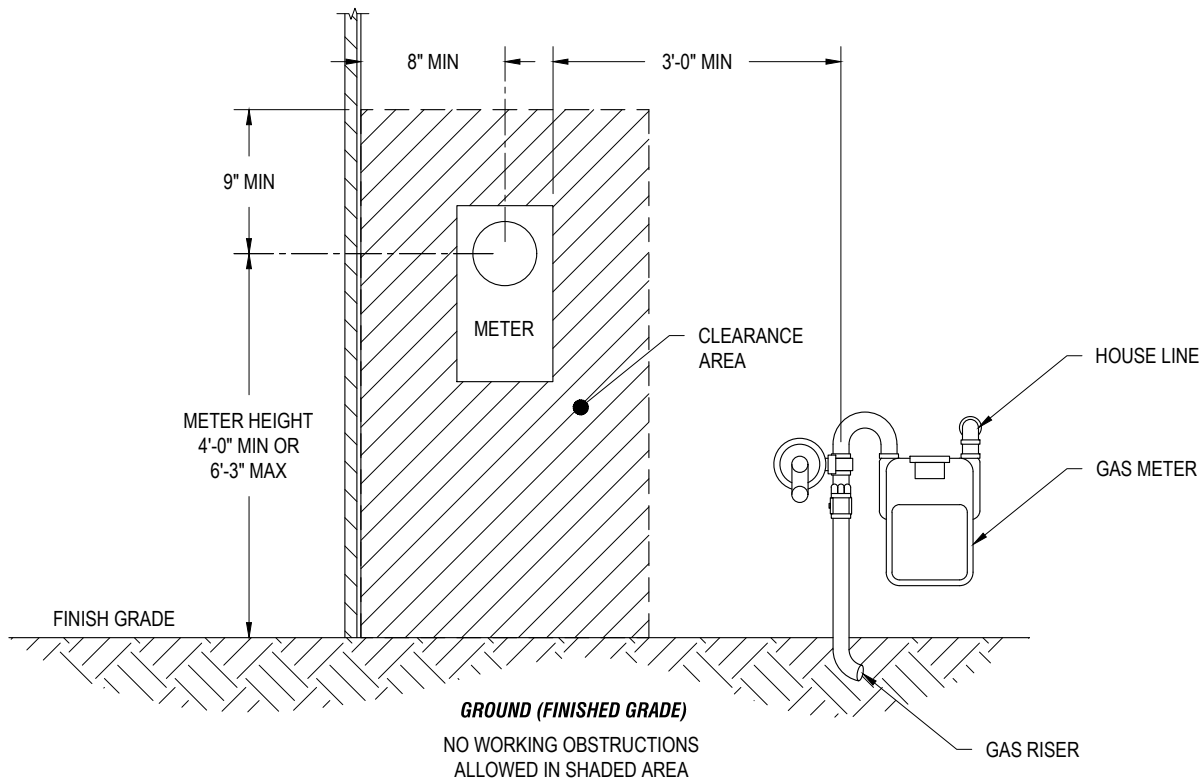 8" MIN
3'-0" MIN
9" MIN
METER
CLEARANCE
AREA
HOUSE LINE
METER HEIGHT
4'-0" MIN OR
6'-3" MAX
GAS METER
FINISH GRADE
GROUND (FINISHED GRADE)
NO WORKING OBSTRUCTIONS
ALLOWED IN SHADED AREA
GAS RISER